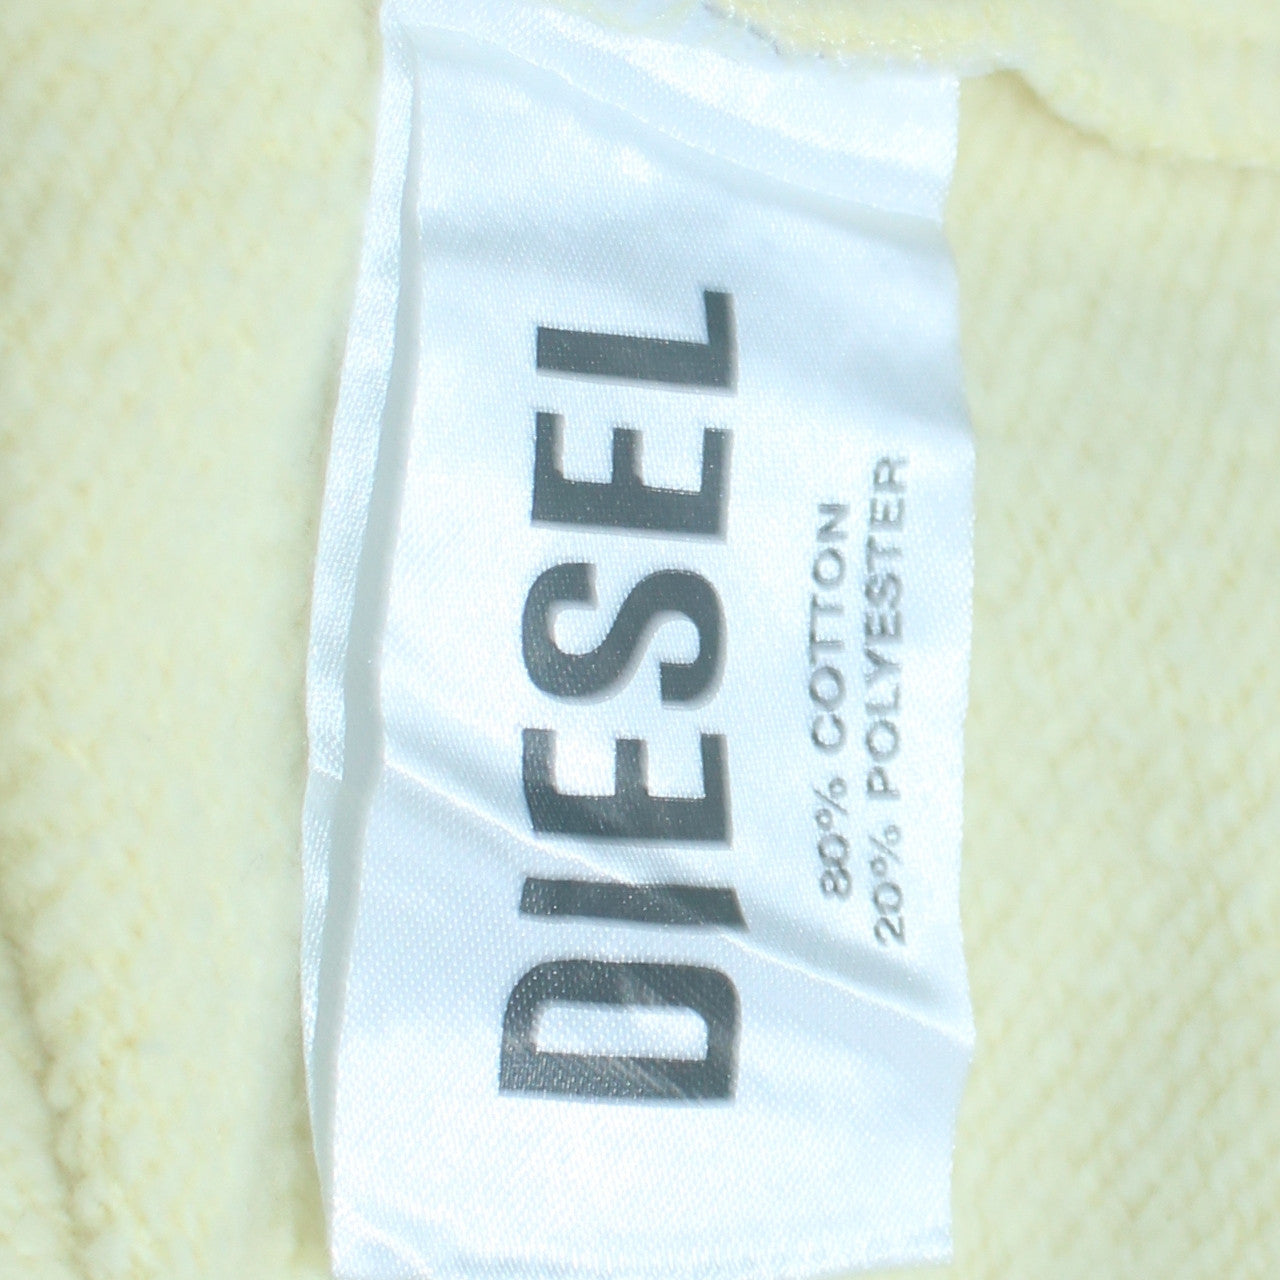 DIESEL
80% COTTON
20% POLYESTER